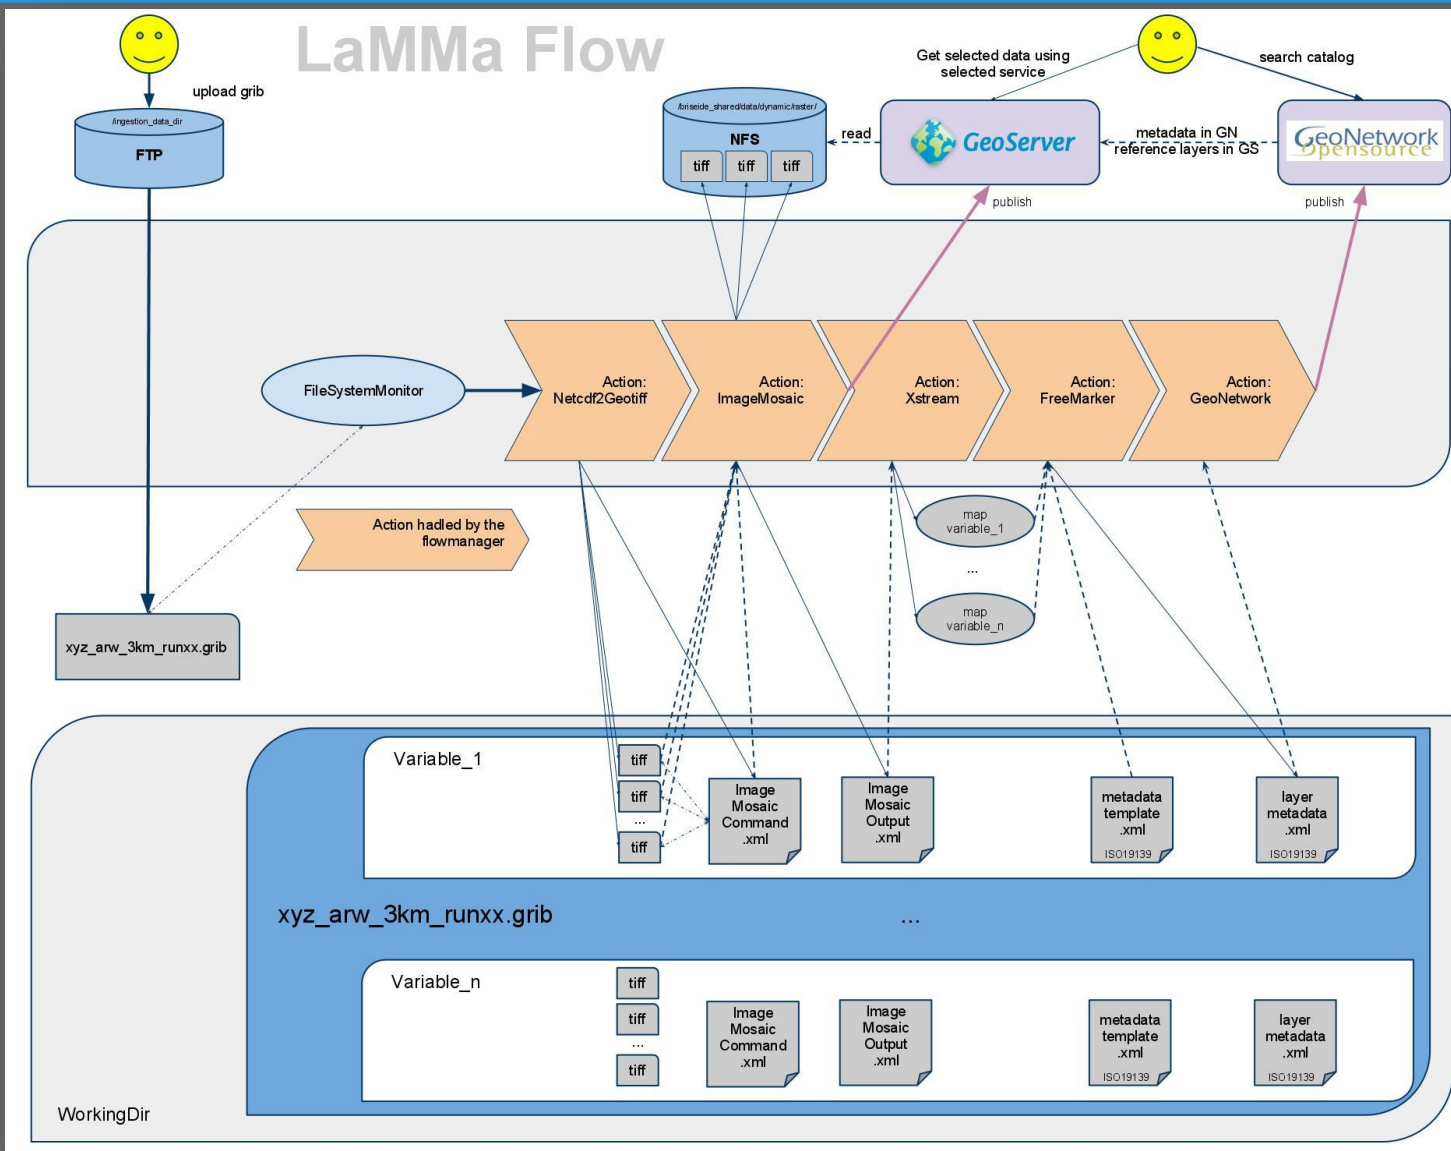 LaMMa Flow
upload grib
/ingestion_data_dir
FTP
/briseide_shared/data/dynamic/raster/
NFS
tiff
tiff
tiff
read
Get selected data using
selected service
GeoServer
search catalog
metadata in GN
reference layers in GS
GeoNetwork
Opensource
publish
publish
FileSystemMonitor
Action:
Netcdf2Geotiff
Action:
ImageMosaic
Action:
Xstream
Action:
FreeMarker
Action:
GeoNetwork
Action hadled by the
flowmanager
map
variable_1
...
map
variable_n
xyz_arw_3km_runxx.grib
Variable_1
tiff
tiff
...
tiff
Image
Mosaic
Command
.xml
Image
Mosaic
Output
.xml
metadata
template
.xml
ISO19139
layer
metadata
.xml
ISO19139
xyz_arw_3km_runxx.grib
...
Variable_n
tiff
tiff
...
tiff
Image
Mosaic
Command
.xml
Image
Mosaic
Output
.xml
metadata
template
.xml
ISO19139
layer
metadata
.xml
ISO19139
WorkingDir